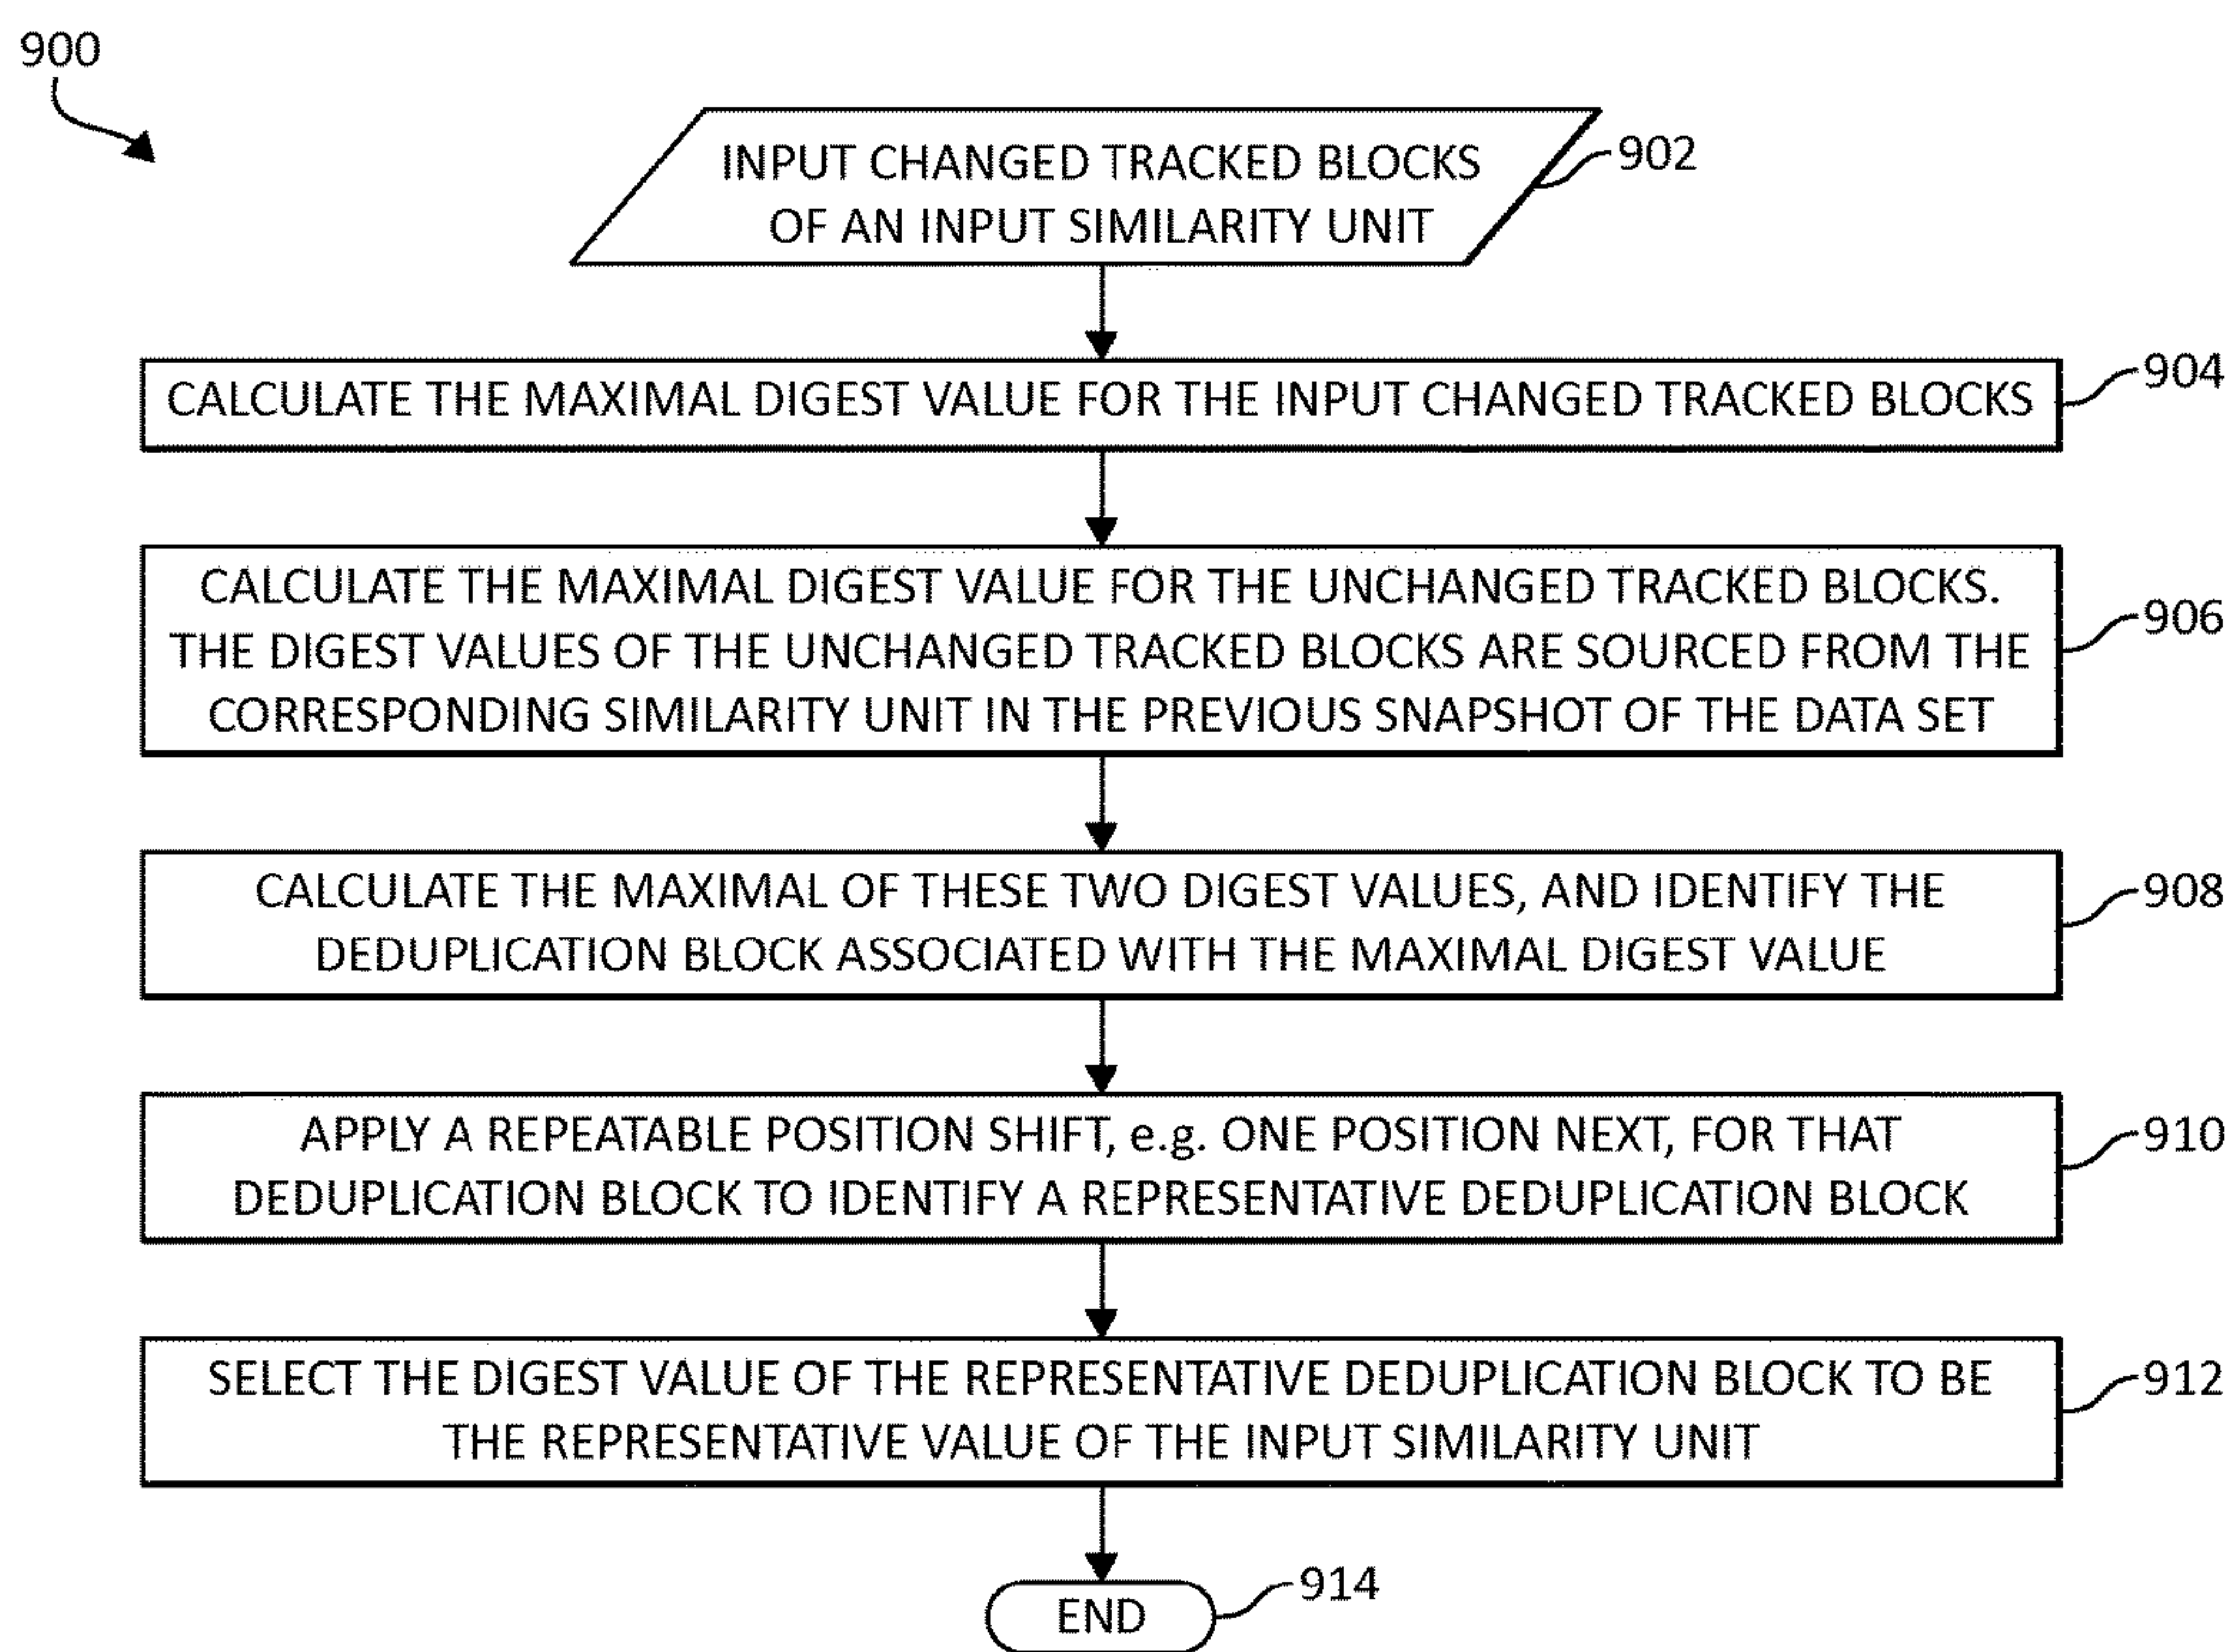 900
INPUT CHANGED TRACKED BLOCKS
OF AN INPUT SIMILARITY UNIT
902
CALCULATE THE MAXIMAL DIGEST VALUE FOR THE INPUT CHANGED TRACKED BLOCKS
904
CALCULATE THE MAXIMAL DIGEST VALUE FOR THE UNCHANGED TRACKED BLOCKS.
THE DIGEST VALUES OF THE UNCHANGED TRACKED BLOCKS ARE SOURCED FROM THE
CORRESPONDING SIMILARITY UNIT IN THE PREVIOUS SNAPSHOT OF THE DATA SET
906
CALCULATE THE MAXIMAL OF THESE TWO DIGEST VALUES, AND IDENTIFY THE
DEDUPLICATION BLOCK ASSOCIATED WITH THE MAXIMAL DIGEST VALUE
908
APPLY A REPEATABLE POSITION SHIFT, e.g. ONE POSITION NEXT, FOR THAT
DEDUPLICATION BLOCK TO IDENTIFY A REPRESENTATIVE DEDUPLICATION BLOCK
910
SELECT THE DIGEST VALUE OF THE REPRESENTATIVE DEDUPLICATION BLOCK TO BE
THE REPRESENTATIVE VALUE OF THE INPUT SIMILARITY UNIT
912
END
914